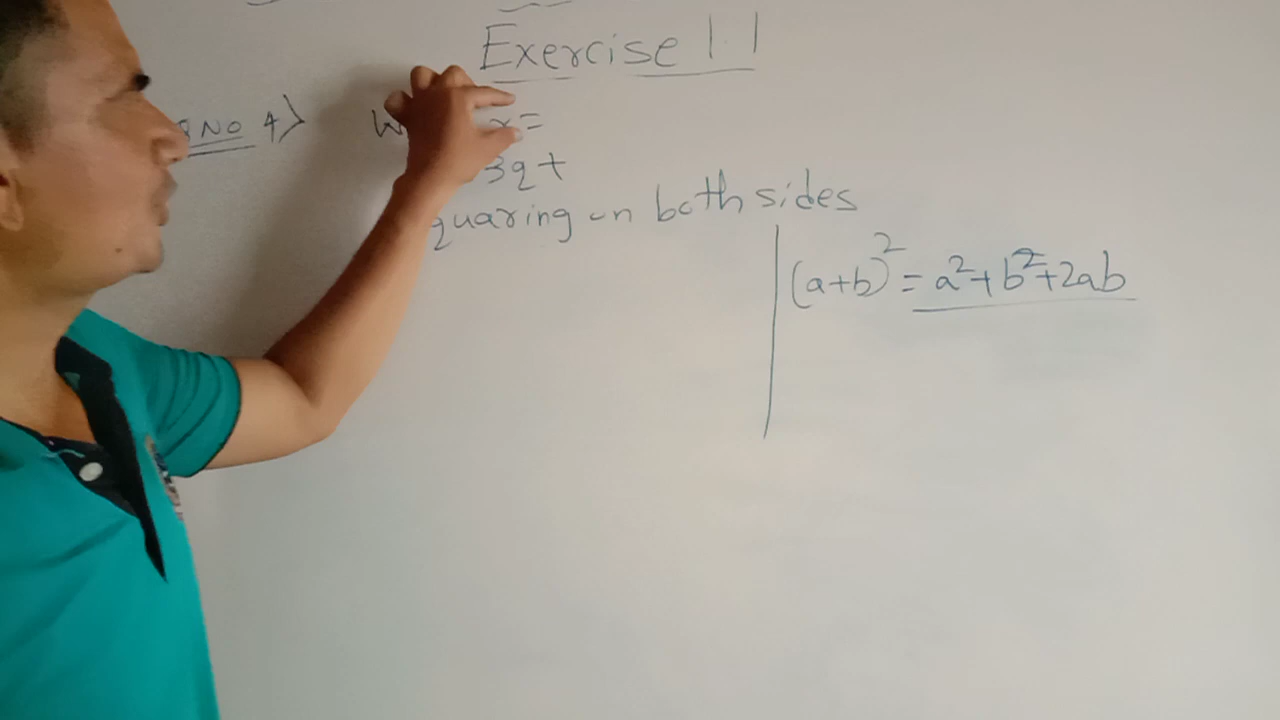 Exercise 1.1
Q No 4)
x=
3q+
quaring on both sides
(a+b)² = a²+b²+2ab